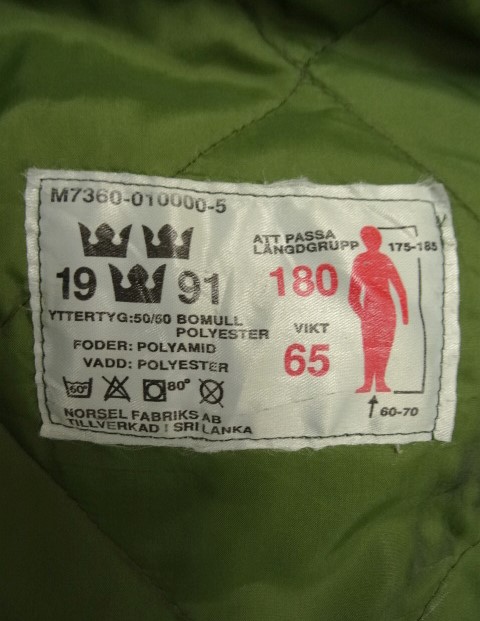 M7360-010000-5
19 91
YTTERTYG:50/50 BOMULL
POLYESTER
FODER: POLYAMID
VADD: POLYESTER
60° 80°
NORSEL FABRIKS AB
TILLVERKAD I SRI LANKA
ATT PASSA
LÄNGDGRUPP
180
175-185
VIKT
65
60-70